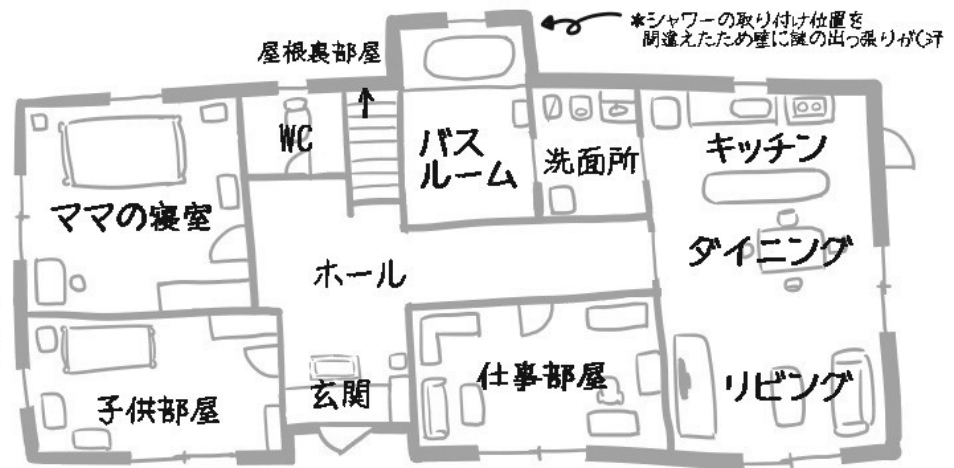 *シャワーの取り付け位置を
間違えたため壁に謎の出っ張りが(汗
屋根裏部屋
WC
バス
ルーム
洗面所
キッチン
ママの寝室
ダイニング
ホール
子供部屋
玄関
仕事部屋
リビング